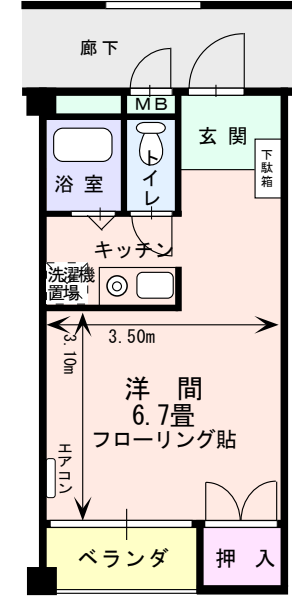 廊下
MB
玄関
下駄箱
浴室
トイレ
キッチン
洗濯機
置場
3.50m
3.10m
洋間
6.7畳
フローリング貼
エアコン
ベランダ
押入